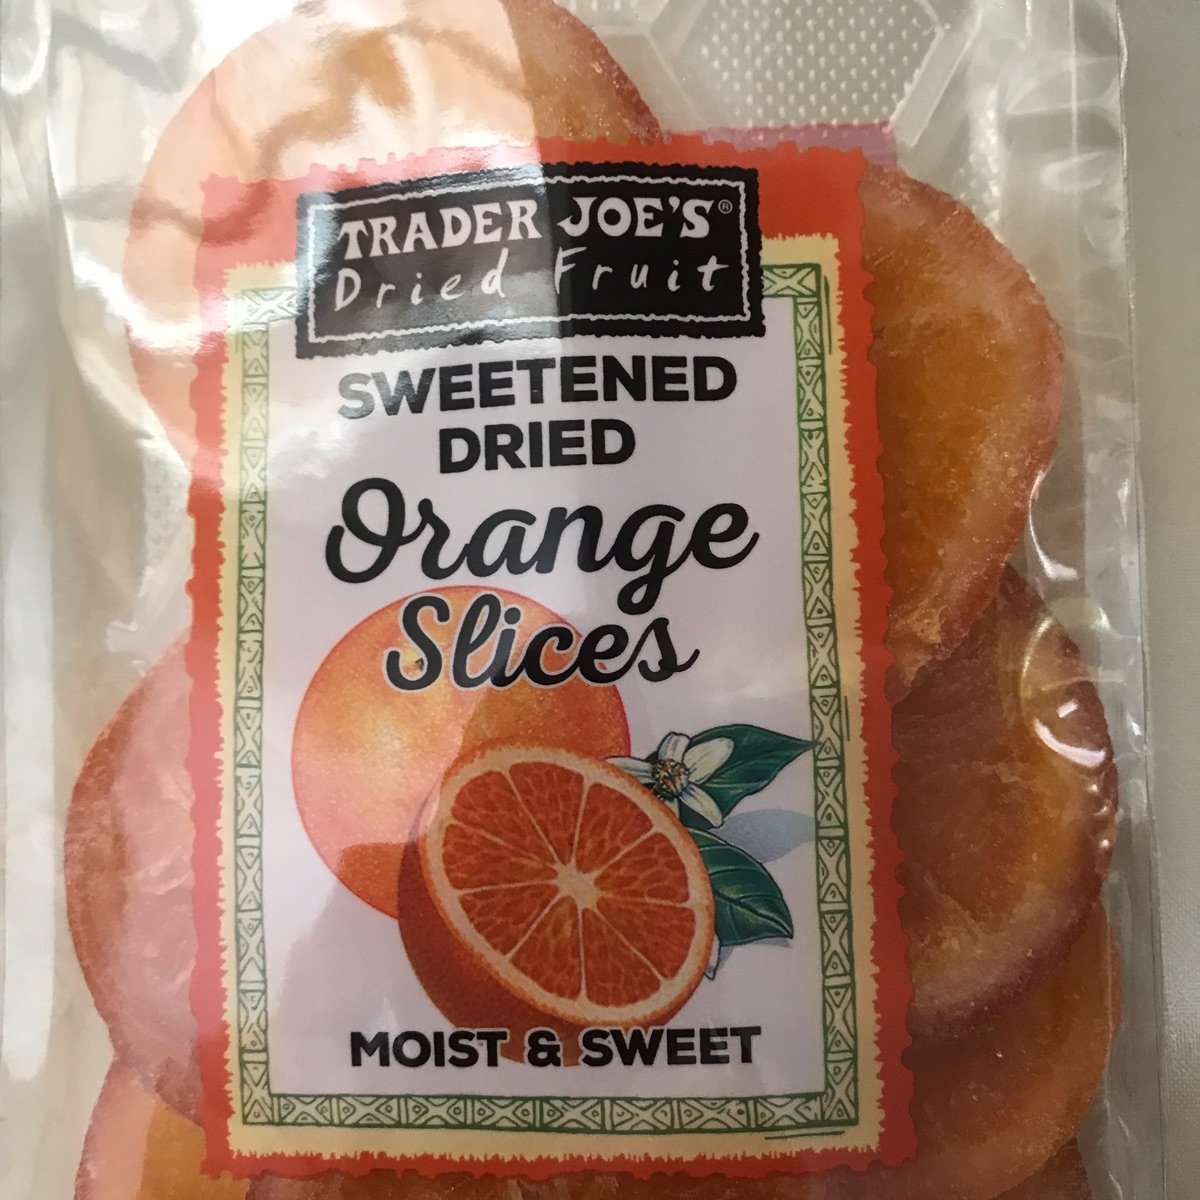 TRADER JOE'S®
Dried Fruit
SWEETENED
DRIED
Orange
Slices
MOIST & SWEET